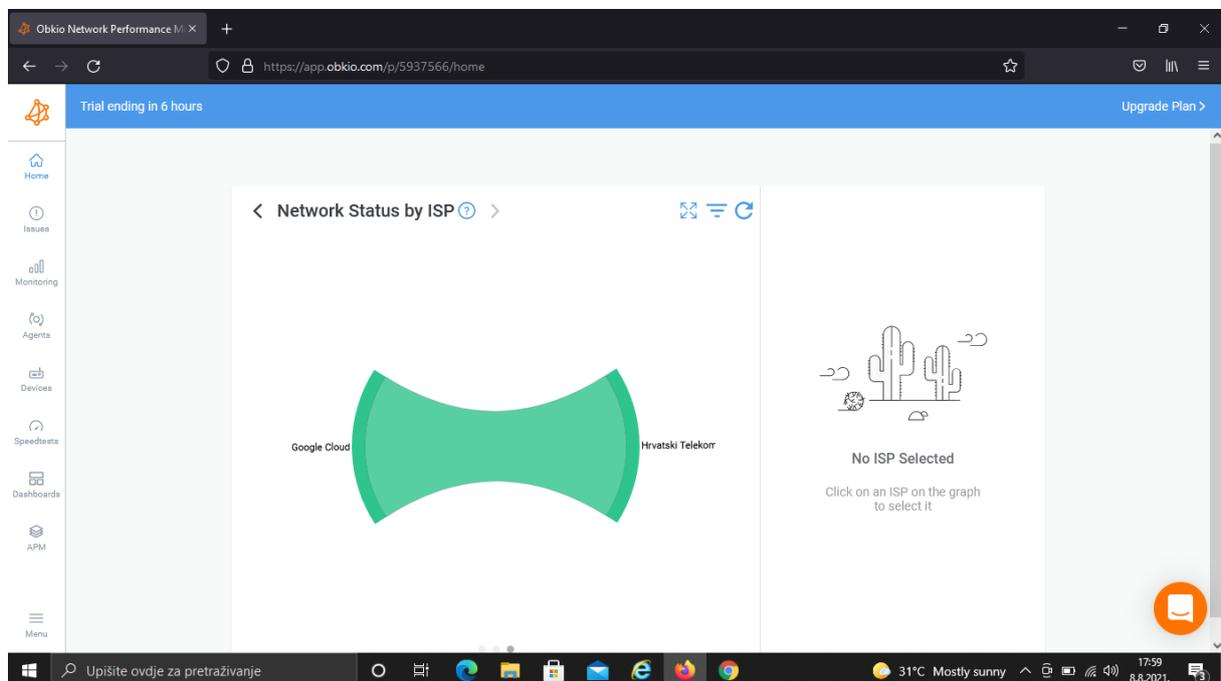 Obkio Network Performance M
https://app.obkio.com/p/5937566/home
Trial ending in 6 hours
Upgrade Plan >
Home
Issues
Monitoring
Agents
Devices
Speedtests
Dashboards
APM
Menu
Network Status by ISP ?
Google Cloud
Hrvatski Telekom
No ISP Selected
Click on an ISP on the graph
to select it
Upišite ovdje za pretraživanje
31°C Mostly sunny
17:59
8.8.2021.
3